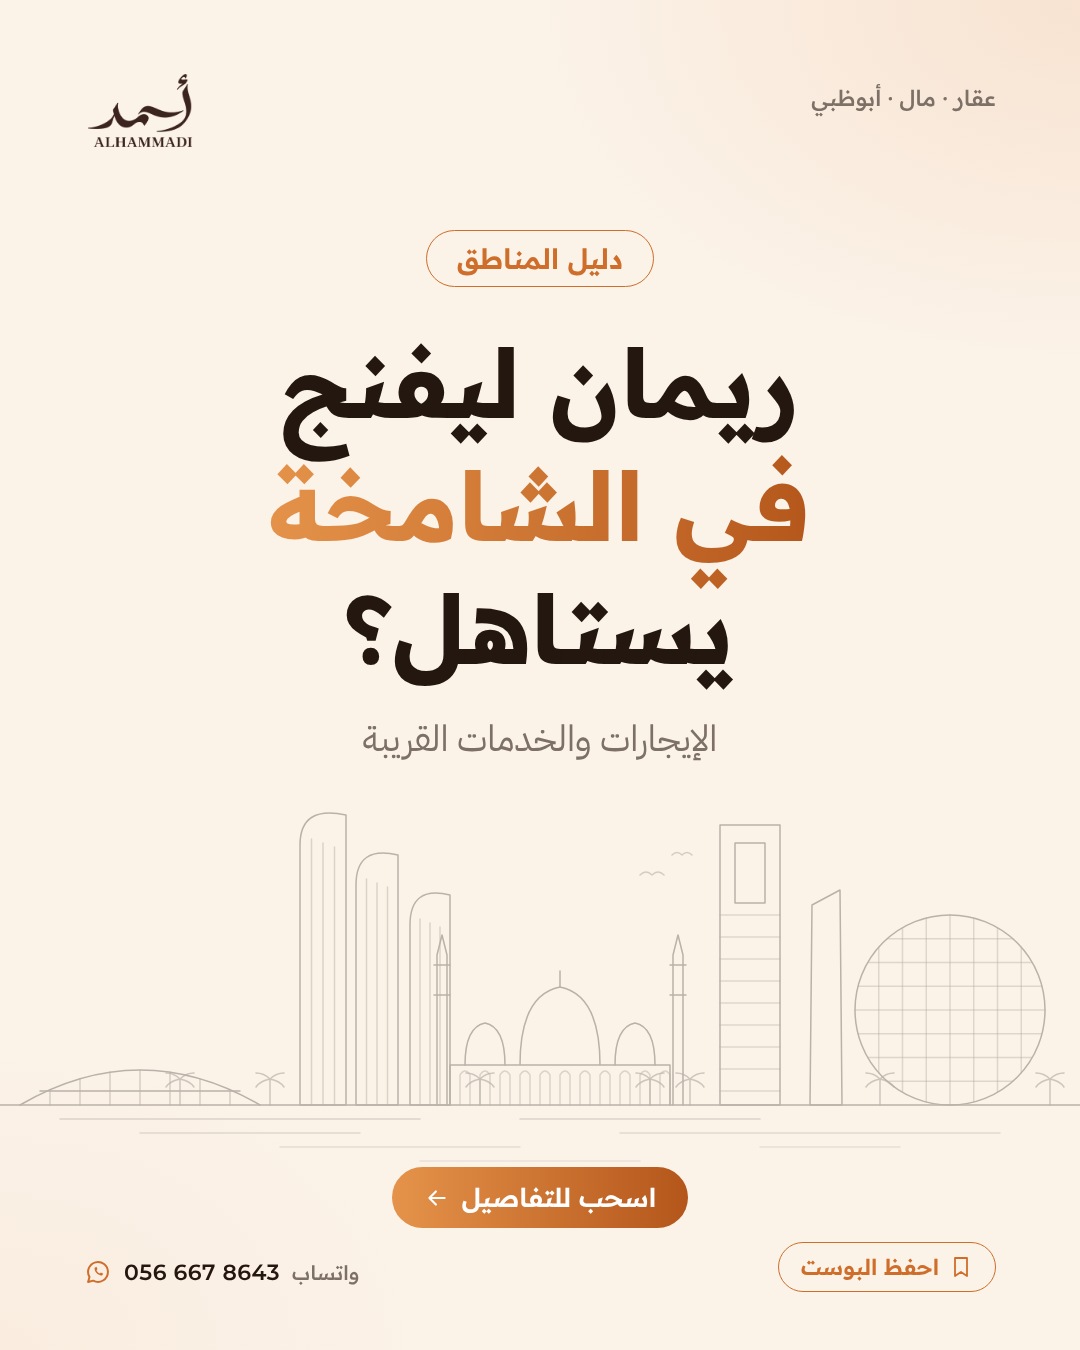 عقار · مال · أبوظبي
أحمد
ALHAMMADI
دليل المناطق
ريمان ليفنج
في الشامخة
يستاهل؟
الإيجارات والخدمات القريبة
اسحب للتفاصيل ←
احفظ البوست
واتساب 056 667 8643